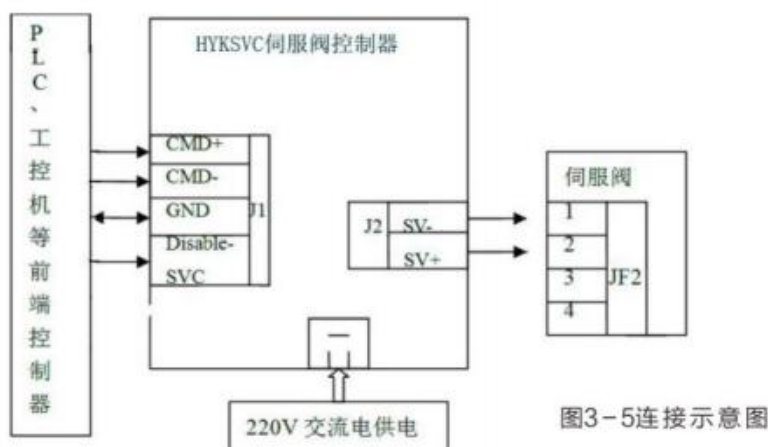 PLC、工控机等前端控制器
HYKSVC伺服阀控制器
CMD+
CMD-
GND
Disable-
SVC
J1
J2
SV-
SV+
伺服阀
1
2
3
4
JF2
220V 交流电供电
图3-5连接示意图